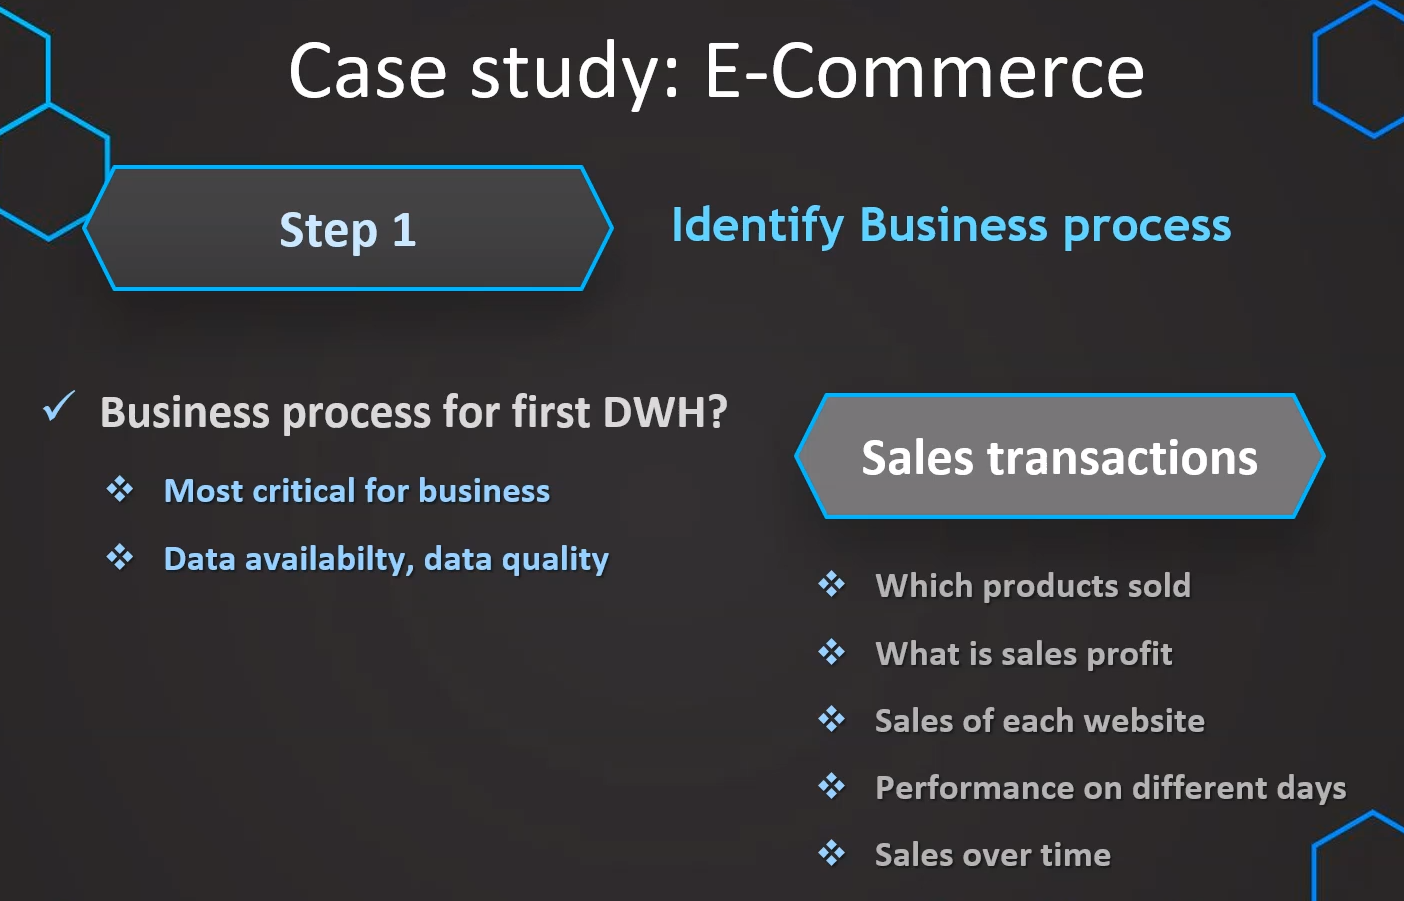 Case study: E-Commerce
Step 1
Identify Business process
Business process for first DWH?
Most critical for business
Data availabilty, data quality
Sales transactions
Which products sold
What is sales profit
Sales of each website
Performance on different days
Sales over time